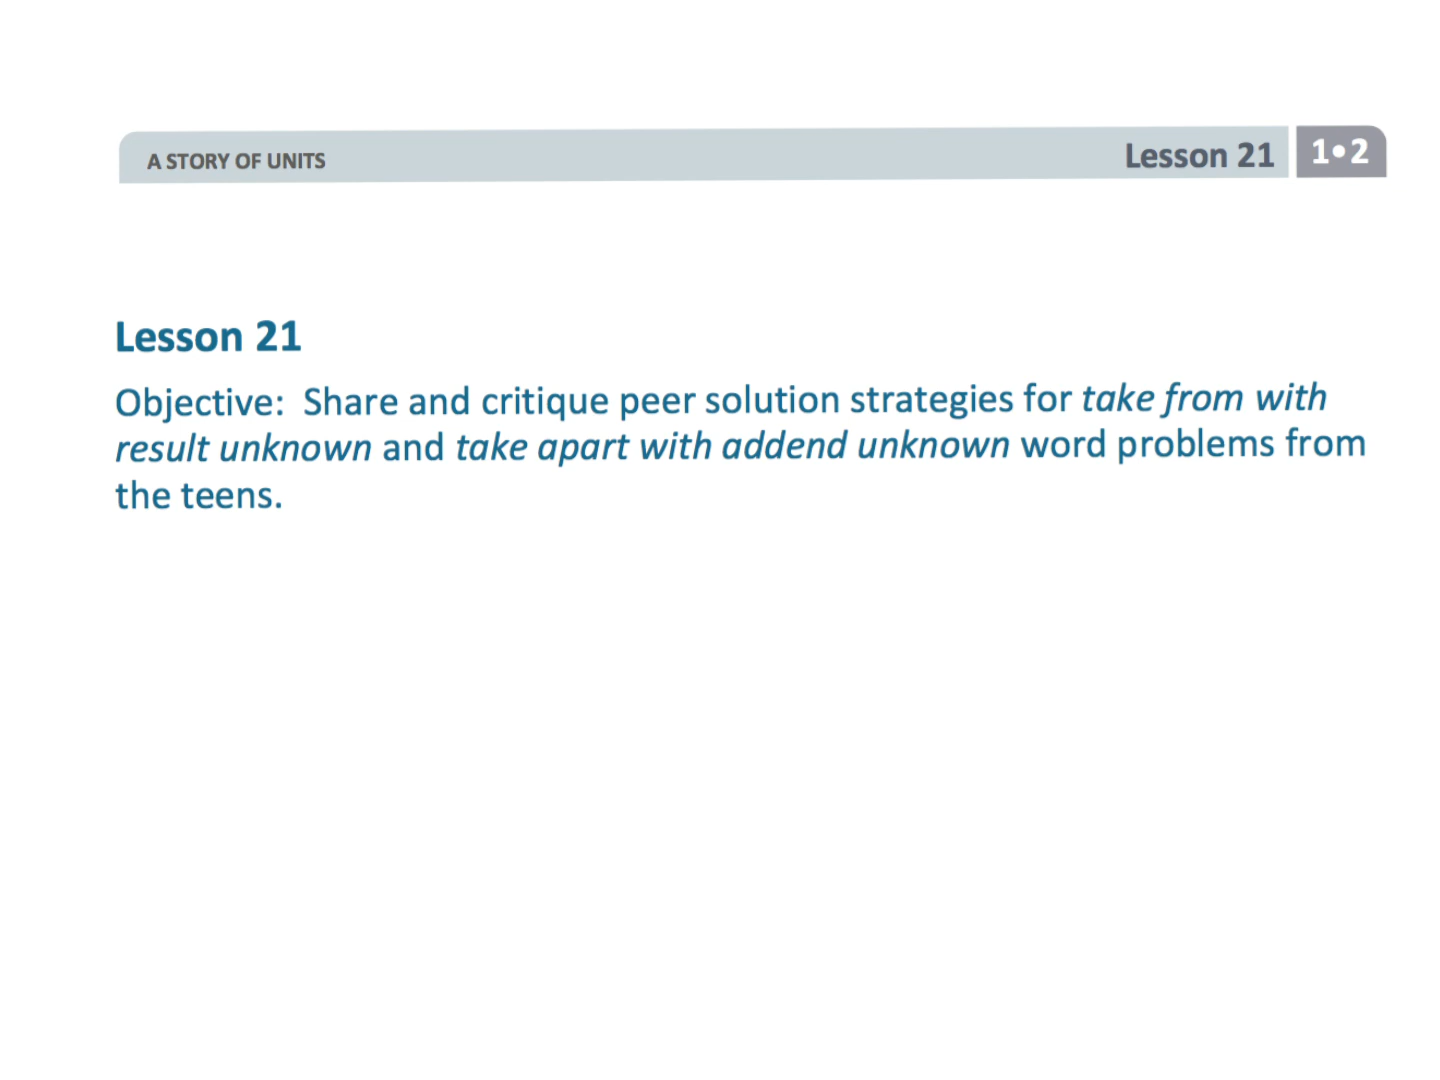 A STORY OF UNITS
Lesson 21
1•2
Lesson 21
Objective:  Share and critique peer solution strategies for take from with
result unknown and take apart with addend unknown word problems from
the teens.